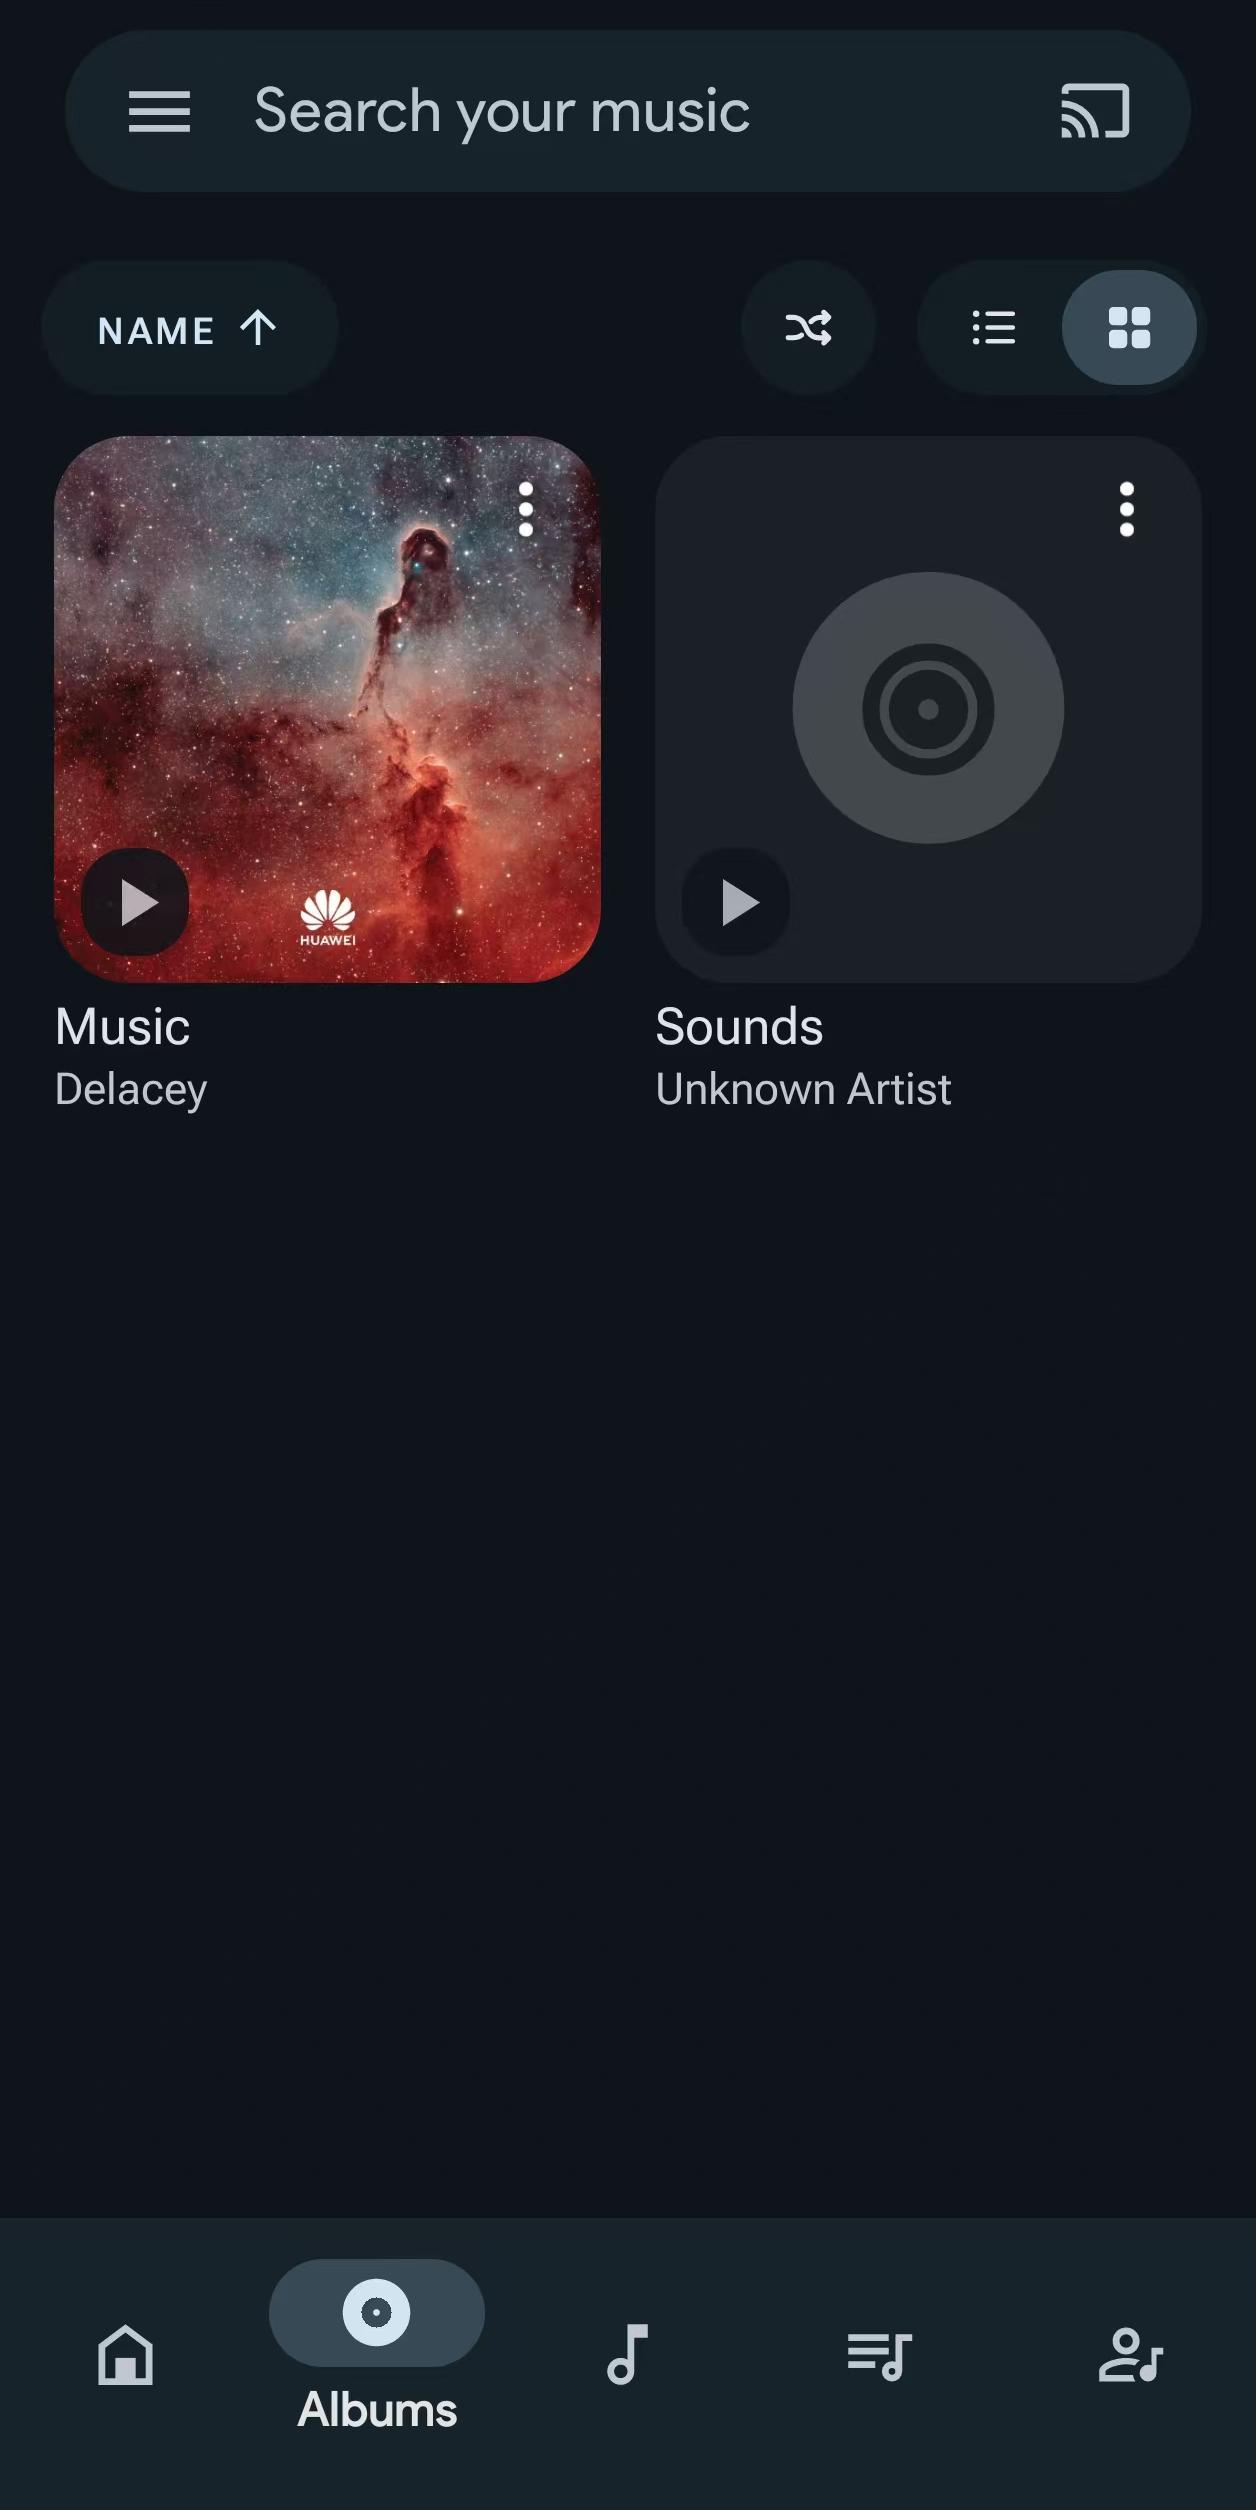 Search your music
NAME
HUAWEI
Music
Delacey
Sounds
Unknown Artist
Albums